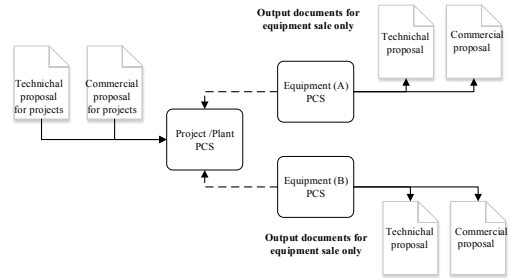 Output documents for
equipment sale only
Technichal
proposal
Commercial
proposal
Technichal
proposal
for projects
Commercial
proposal
for projects
Equipment (A)
PCS
Project /Plant
PCS
Equipment (B)
PCS
Output documents for
equipment sale only
Technichal
proposal
Commercial
proposal